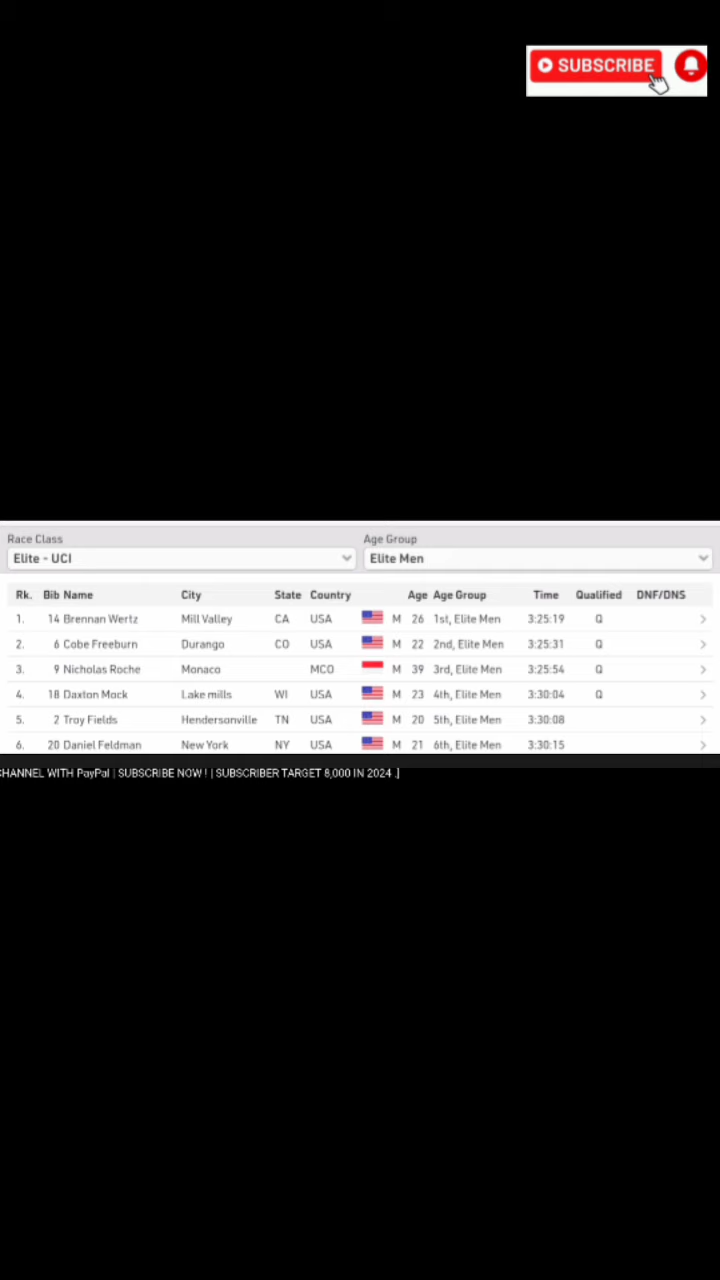 SUBSCRIBE
Race Class Age Group
Elite - UCI Elite Men
Rk. Bib Name City State Country Age Age Group Time Qualified DNF/DNS
1. 14 Brennan Wertz Mill Valley CA USA M 26 1st, Elite Men 3:25:19 Q
2. 6 Cobe Freeburn Durango CO USA M 22 2nd, Elite Men 3:25:31 Q
3. 9 Nicholas Roche Monaco MCO M 39 3rd, Elite Men 3:25:54 Q
4. 18 Daxton Mock Lake mills WI USA M 23 4th, Elite Men 3:30:04 Q
5. 2 Troy Fields Hendersonville TN USA M 20 5th, Elite Men 3:30:08
6. 20 Daniel Feldman New York NY USA M 21 6th, Elite Men 3:30:15
CHANNEL WITH PayPal | SUBSCRIBE NOW ! | SUBSCRIBER TARGET 8,000 IN 2024 .]